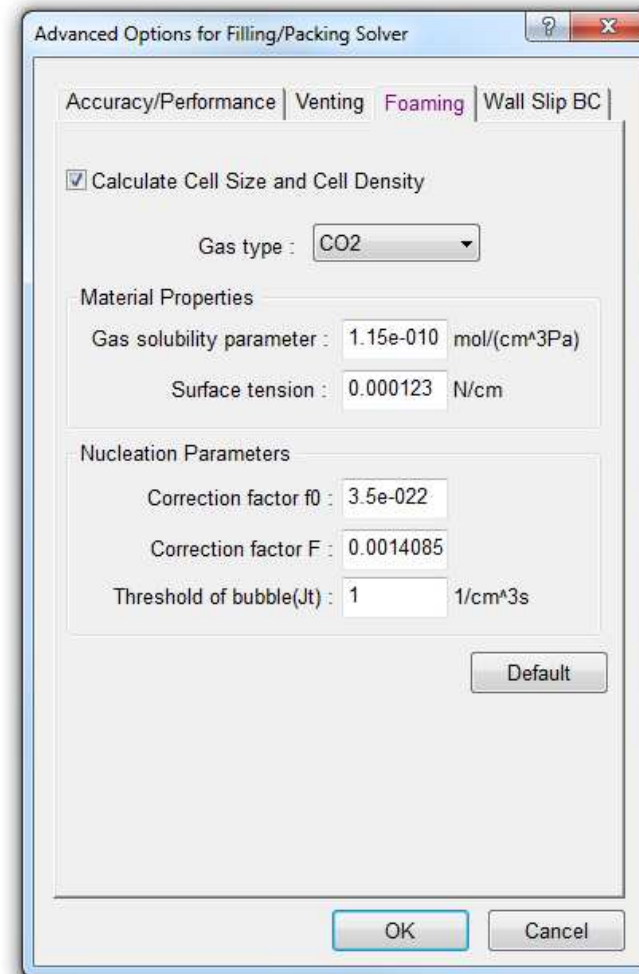 Advanced Options for Filling/Packing Solver
Accuracy/Performance Venting Foaming Wall Slip BC
Calculate Cell Size and Cell Density
Gas type : CO2
Material Properties
Gas solubility parameter : 1.15e-010 mol/(cm^3Pa)
Surface tension : 0.000123 N/cm
Nucleation Parameters
Correction factor f0 : 3.5e-022
Correction factor F : 0.0014085
Threshold of bubble(Jt) : 1 1/cm^3s
Default
OK Cancel